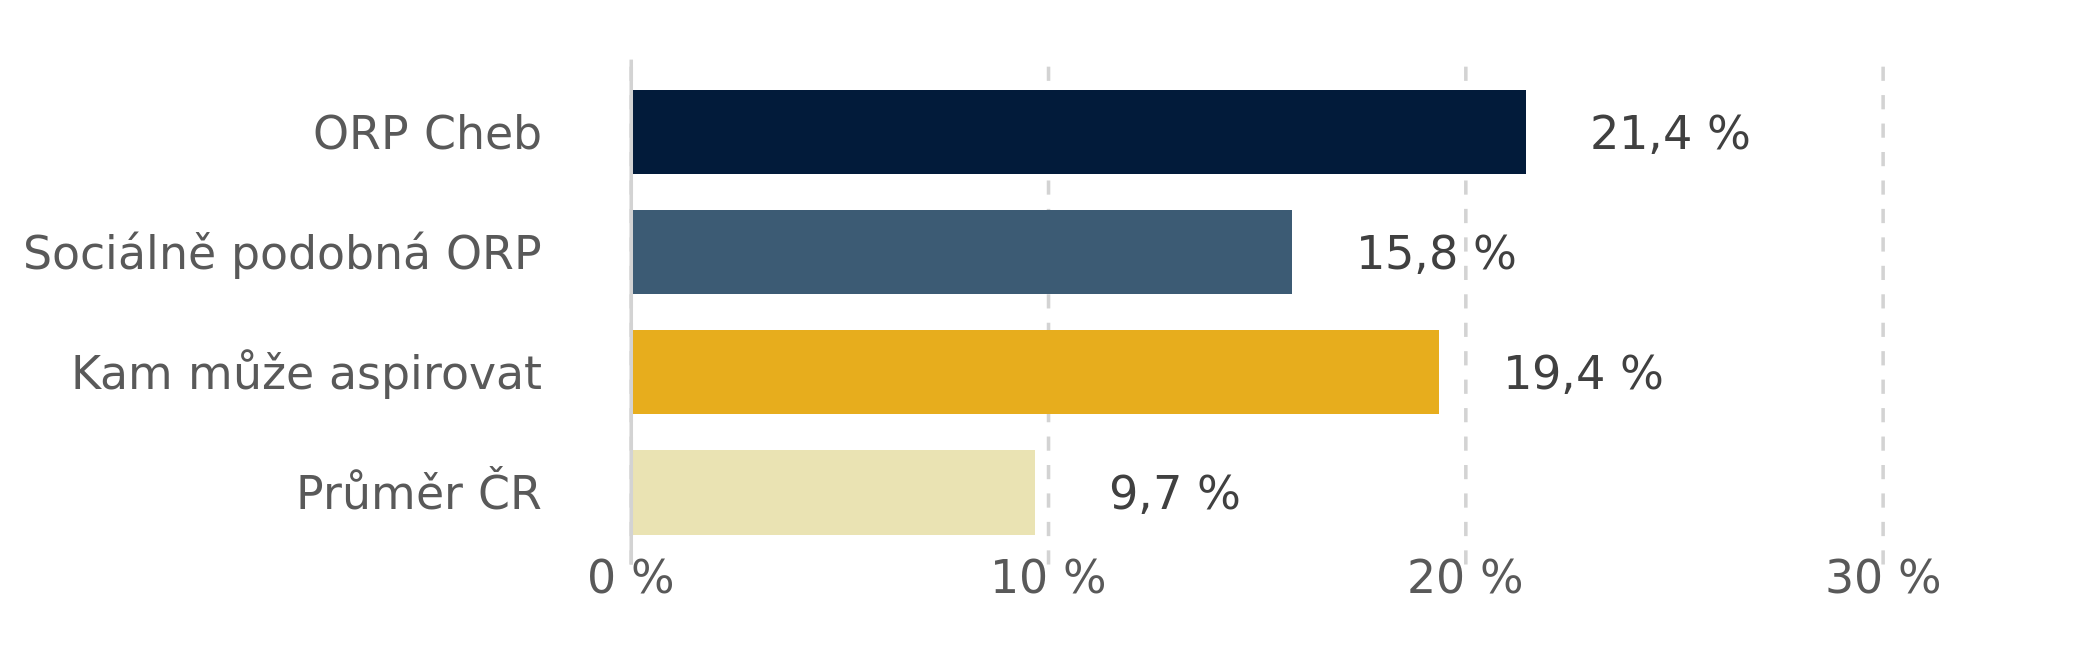 ORP Cheb
21,4 %
Sociálně podobná ORP
15,8 %
Kam může aspirovat
19,4 %
Průměr ČR
9,7 %
0 %
10 %
20 %
30 %